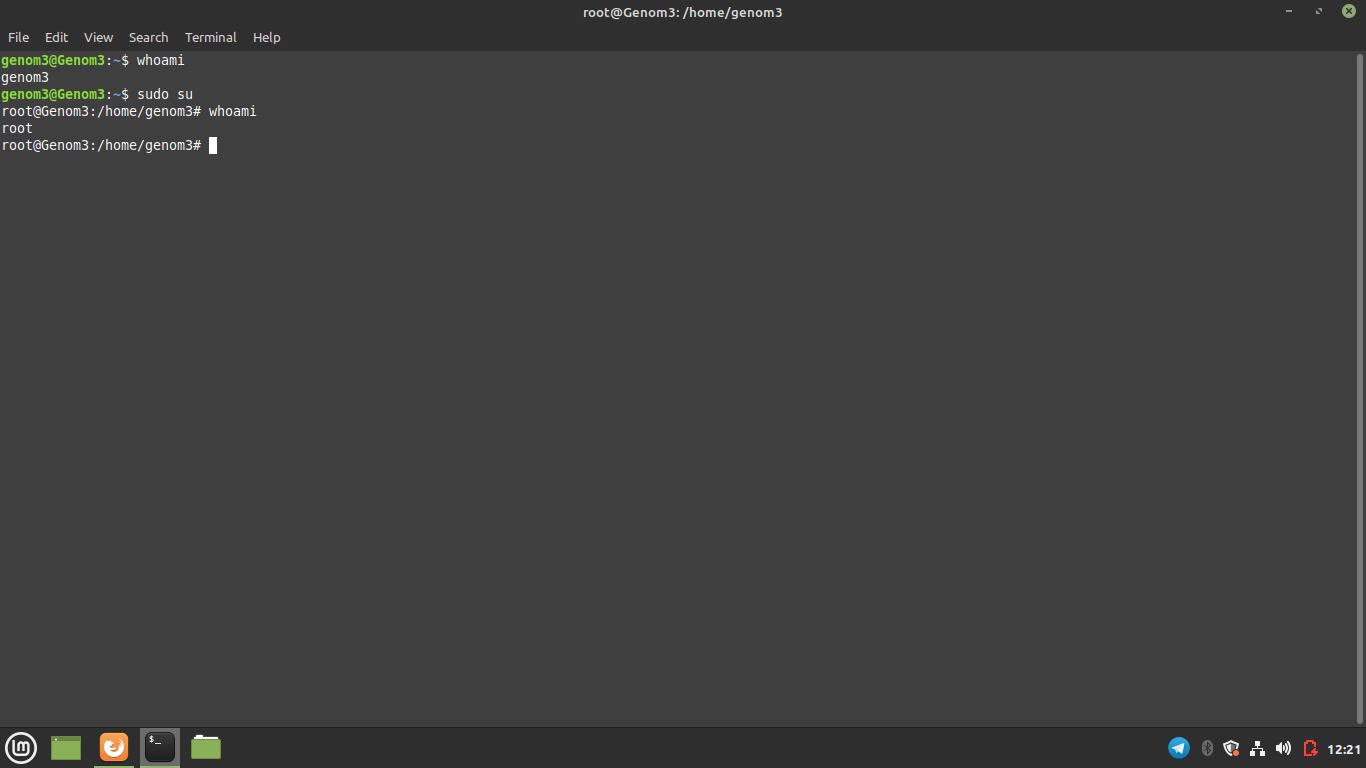 root@Genom3: /home/genom3
File Edit View Search Terminal Help
genom3@Genom3:~$ whoami
genom3
genom3@Genom3:~$ sudo su
root@Genom3:/home/genom3# whoami
root
root@Genom3:/home/genom3#
$_
12:21